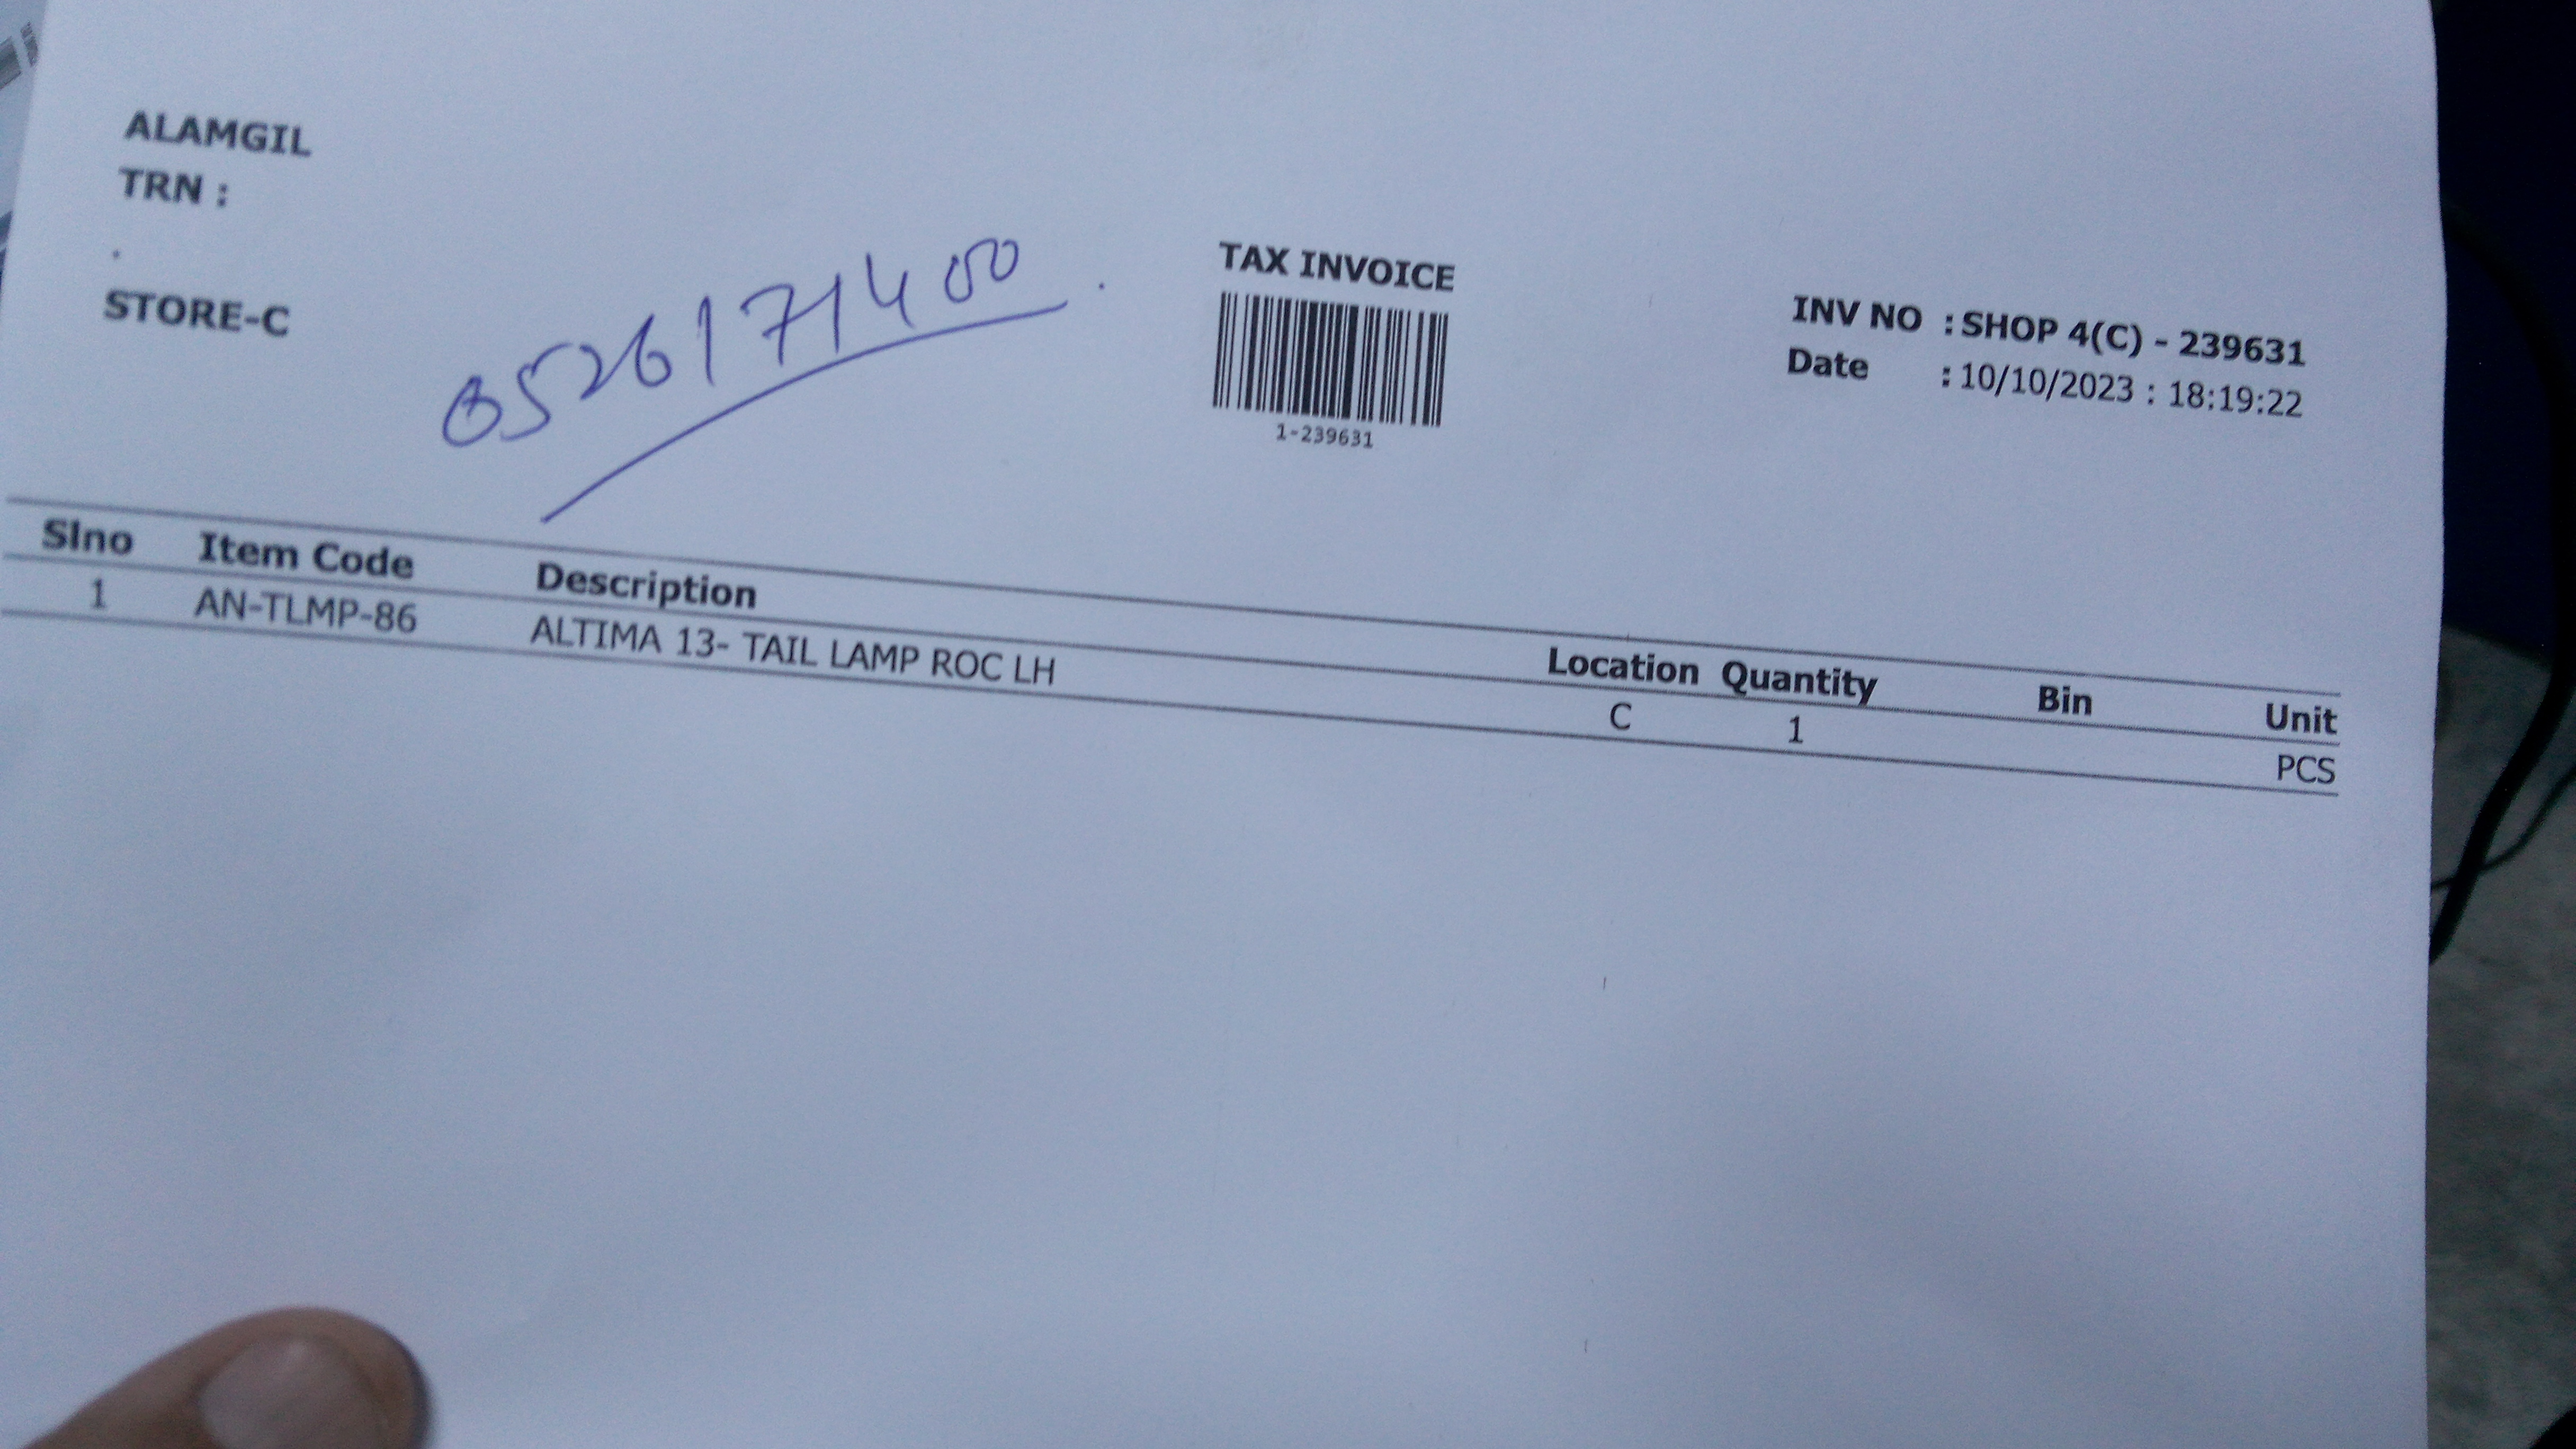 ALAMGIL
TRN :
.
STORE-C
0526171400
TAX INVOICE
1-239631
INV NO : SHOP 4(C) - 239631
Date : 10/10/2023 : 18:19:22
Slno Item Code Description Location Quantity Bin Unit
1 AN-TLMP-86 ALTIMA 13- TAIL LAMP ROC LH C 1 PCS